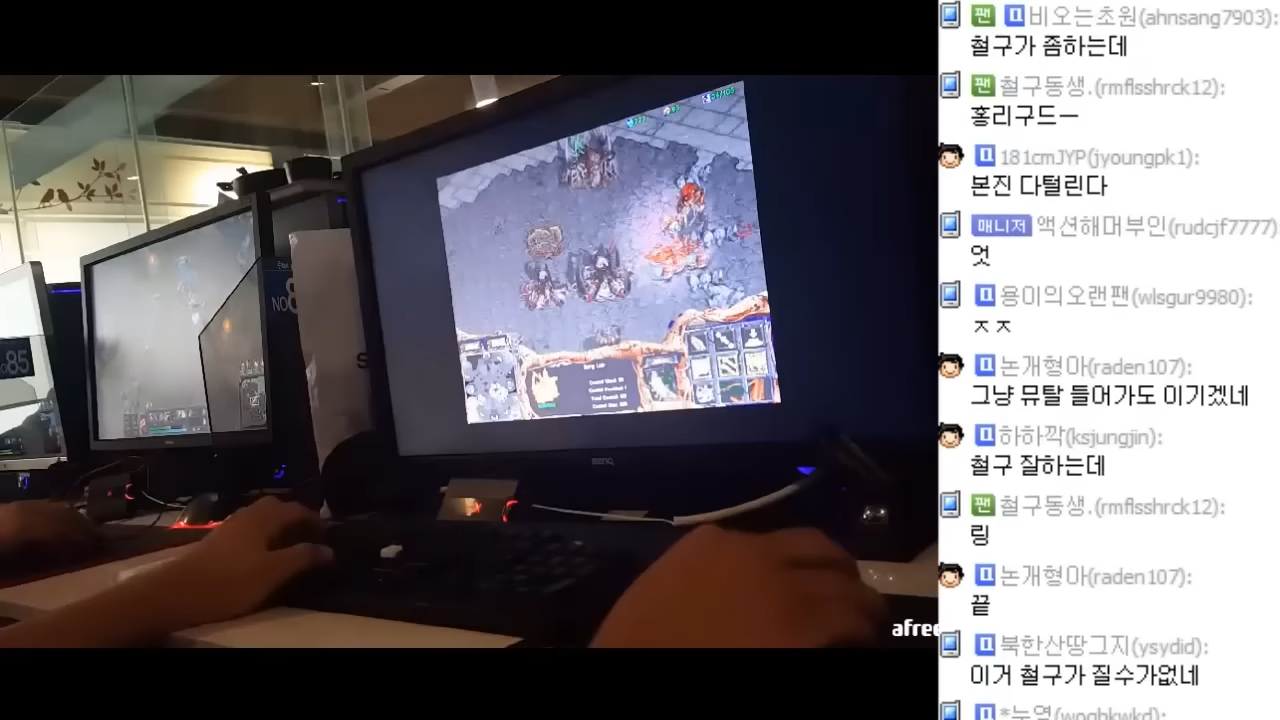 비오는초원(ahnsang7903):
철구가 좀하는데
팬 철구동생.(rmflsshrck12):
홍리구드ㅡ
181cmJYP(jyoungpk1):
본진 다털린다
매니저 액션해머부인(rudcjf7777)
엇
용미의오랜팬(wlsgur9980):
ㅈㅈ
논개형아(raden107):
그냥 뮤탈 들어가도 이기겠네
하하깍(ksjungjin):
철구 잘하는데
팬 철구동생.(rmflsshrck12):
링
논개형아(raden107):
끝
북한산땅그지(ysydid):
이거 철구가 질수가없네
NO
85
BENQ
afree